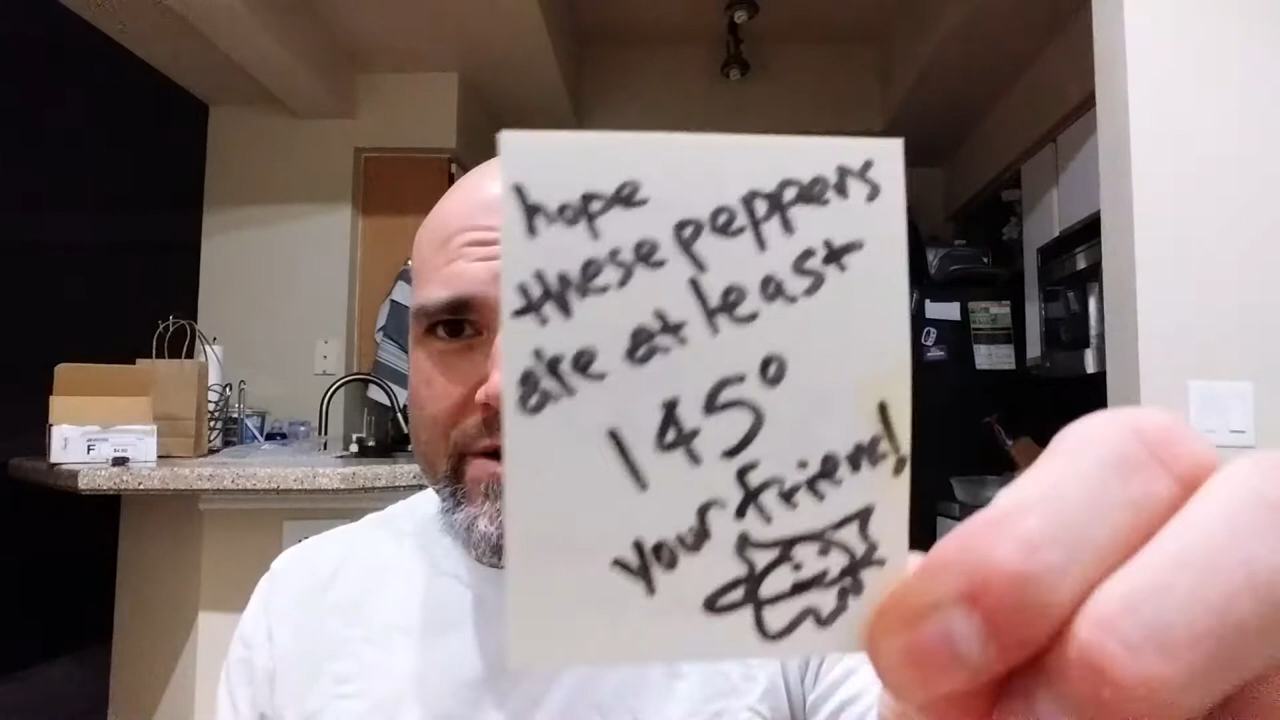 hope
these peppers
are at least
145°
your friend!
F